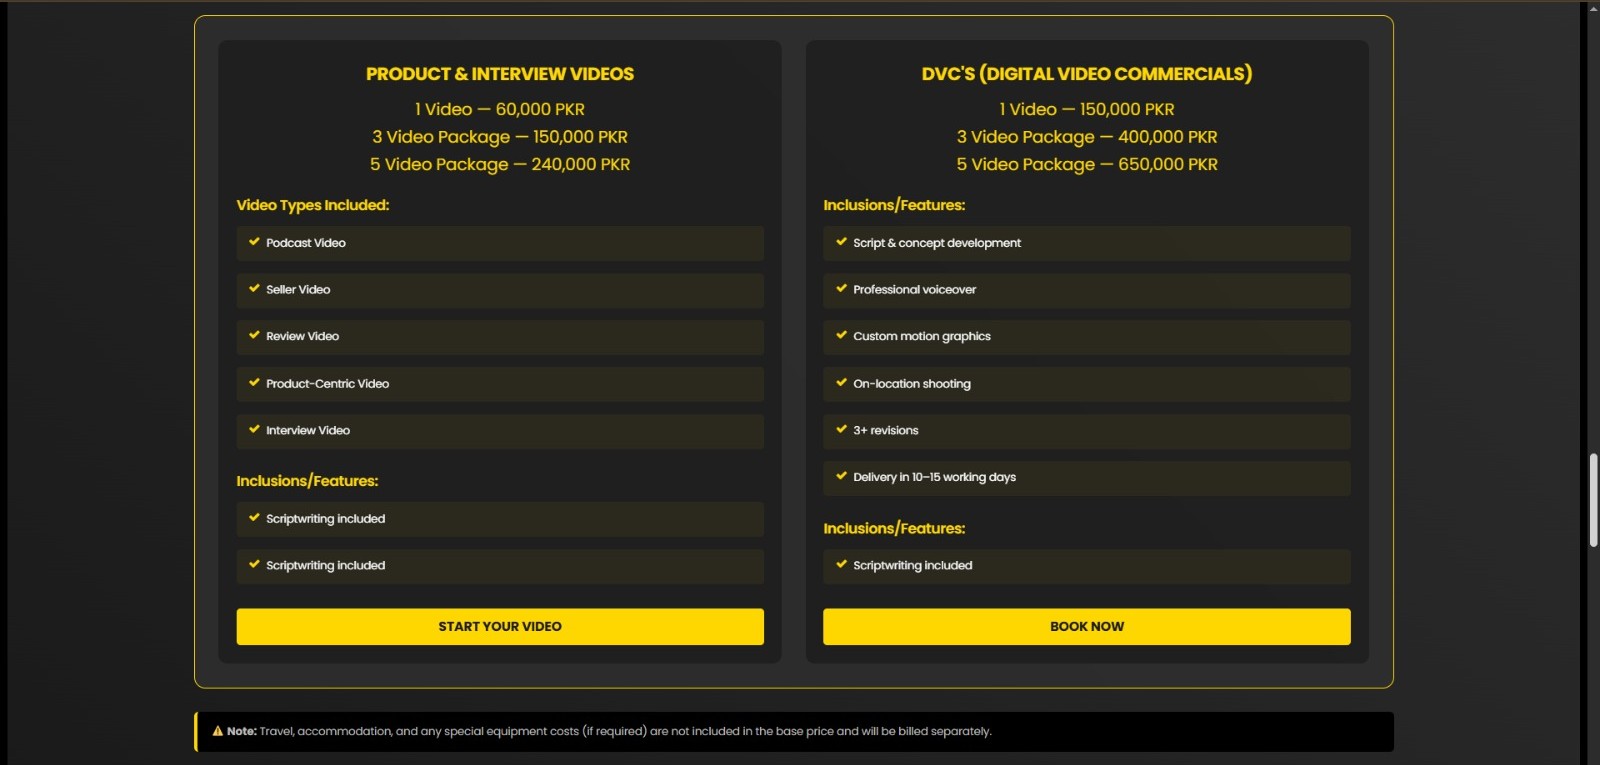 PRODUCT & INTERVIEW VIDEOS
1 Video — 60,000 PKR
3 Video Package — 150,000 PKR
5 Video Package — 240,000 PKR
Video Types Included:
Podcast Video
Seller Video
Review Video
Product-Centric Video
Interview Video
Inclusions/Features:
Scriptwriting included
Scriptwriting included
START YOUR VIDEO
DVC'S (DIGITAL VIDEO COMMERCIALS)
1 Video — 150,000 PKR
3 Video Package — 400,000 PKR
5 Video Package — 650,000 PKR
Inclusions/Features:
Script & concept development
Professional voiceover
Custom motion graphics
On-location shooting
3+ revisions
Delivery in 10–15 working days
Inclusions/Features:
Scriptwriting included
BOOK NOW
Note: Travel, accommodation, and any special equipment costs (if required) are not included in the base price and will be billed separately.